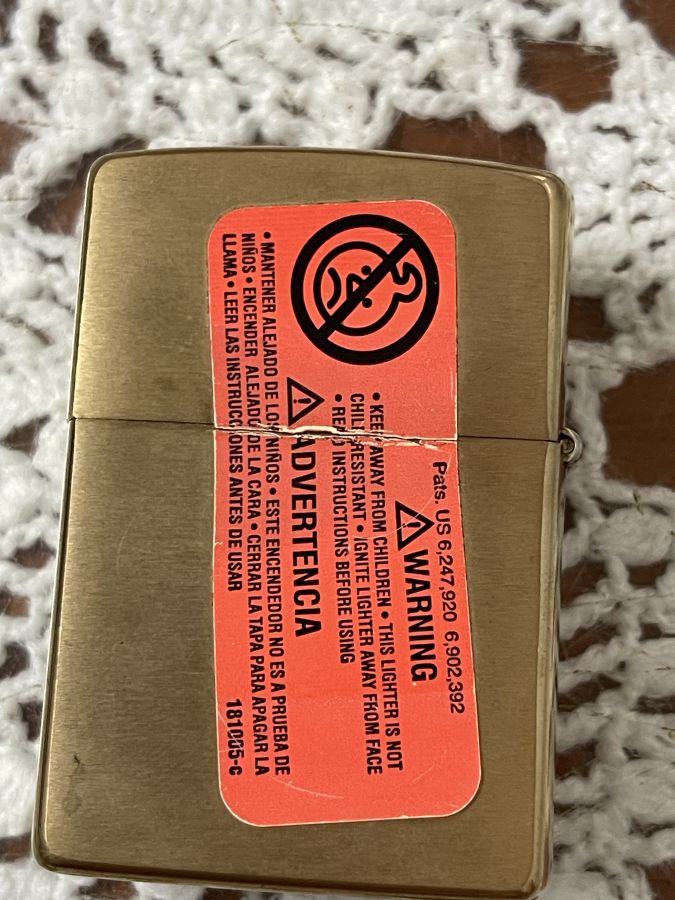 Pats. US 6,247,920 6,902,392
⚠ WARNING
• KEEP AWAY FROM CHILDREN • THIS LIGHTER IS NOT
CHILD RESISTANT • IGNITE LIGHTER AWAY FROM FACE
• READ INSTRUCTIONS BEFORE USING
⚠ ADVERTENCIA
• MANTENER ALEJADO DE LOS NIÑOS • ESTE ENCENDEDOR NO ES A PRUEBA DE
NIÑOS • ENCENDER ALEJADO DE LA CARA • CERRAR LA TAPA PARA APAGAR LA
LLAMA • LEER LAS INSTRUCCIONES ANTES DE USAR
181005-C